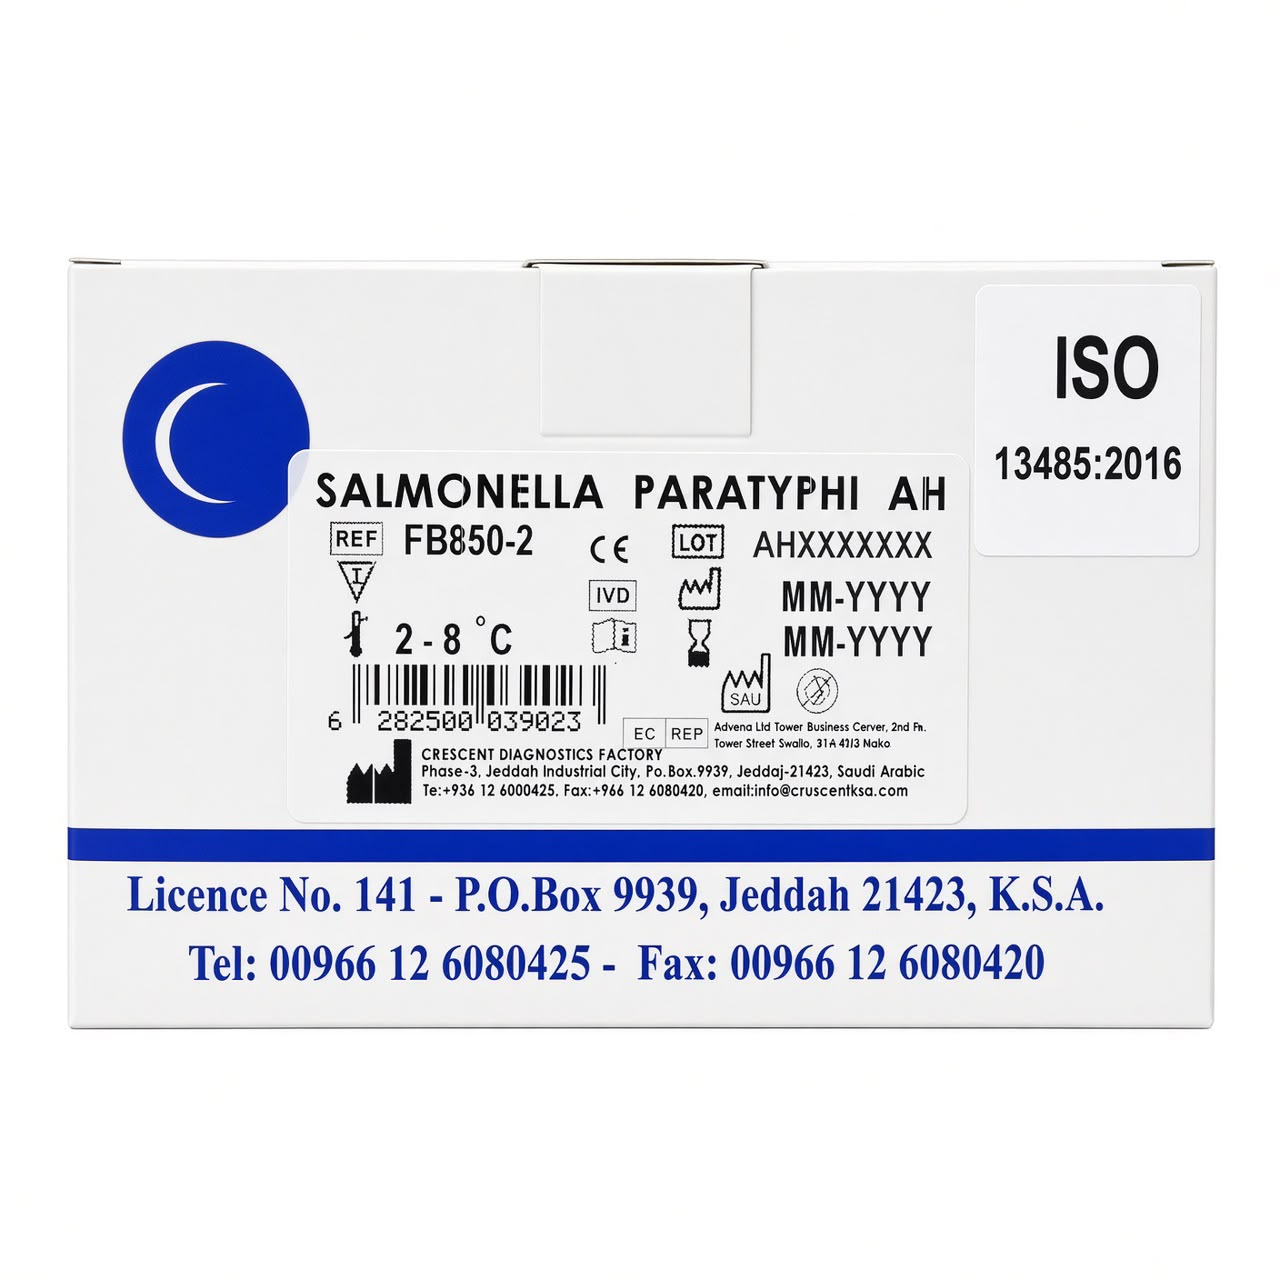 ISO
13485:2016
SALMONELLA PARATYPHI AH
REF FB850-2 CE LOT AHXXXXXXX
IVD MM-YYYY
2 - 8 °C i MM-YYYY
SAU
6 282500 039023
EC REP Advena Ltd Tower Business Cerver, 2nd Fn.
Tower Street Swallo, 31A 41/3 Nako
CRESCENT DIAGNOSTICS FACTORY
Phase-3, Jeddah Industrial City, Po.Box.9939, Jeddaj-21423, Saudi Arabic
Te:+936 12 6000425, Fax:+966 12 6080420, emait:info@cruscentksa.com
Licence No. 141 - P.O.Box 9939, Jeddah 21423, K.S.A.
Tel: 00966 12 6080425 - Fax: 00966 12 6080420